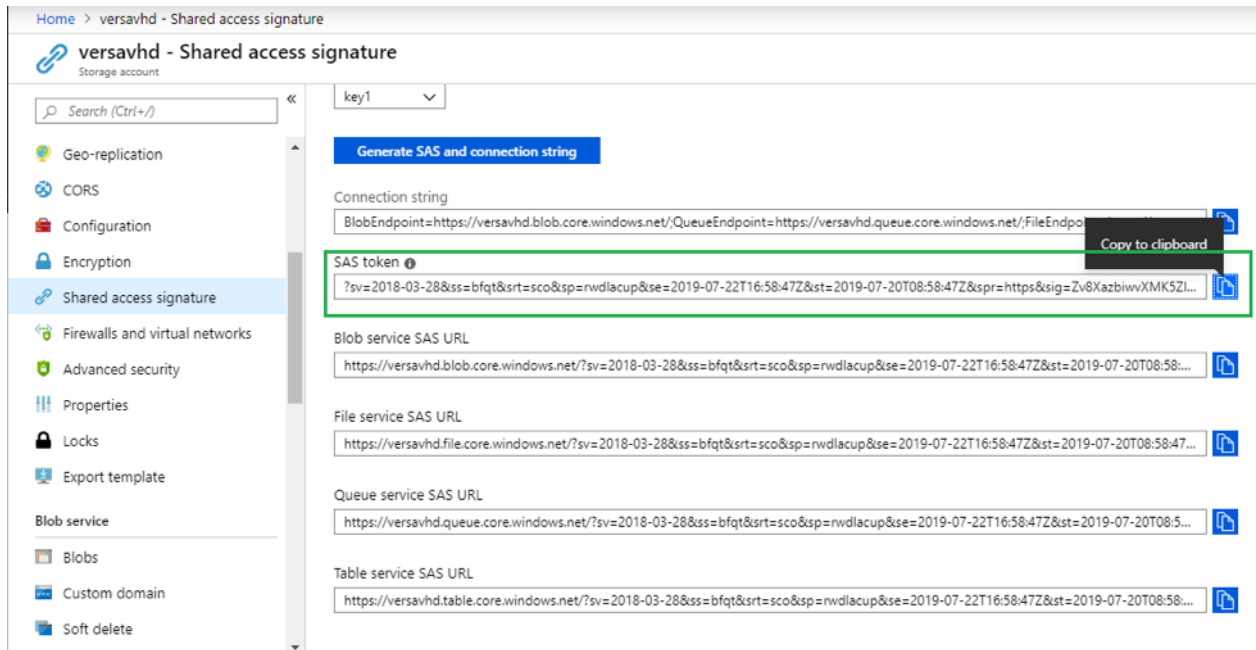 Home > versavhd - Shared access signature
versavhd - Shared access signature
Storage account
Search (Ctrl+/)
«
Geo-replication
CORS
Configuration
Encryption
Shared access signature
Firewalls and virtual networks
Advanced security
Properties
Locks
Export template
Blob service
Blobs
Custom domain
Soft delete
key1
Generate SAS and connection string
Connection string
BlobEndpoint=https://versavhd.blob.core.windows.net/;QueueEndpoint=https://versavhd.queue.core.windows.net/;FileEndpoi
Copy to clipboard
SAS token
?sv=2018-03-28&ss=bfqt&srt=sco&sp=rwdlacup&se=2019-07-22T16:58:47Z&st=2019-07-20T08:58:47Z&spr=https&sig=Zv8XazbiwvXMK5ZI...
Blob service SAS URL
https://versavhd.blob.core.windows.net/?sv=2018-03-28&ss=bfqt&srt=sco&sp=rwdlacup&se=2019-07-22T16:58:47Z&st=2019-07-20T08:58:...
File service SAS URL
https://versavhd.file.core.windows.net/?sv=2018-03-28&ss=bfqt&srt=sco&sp=rwdlacup&se=2019-07-22T16:58:47Z&st=2019-07-20T08:58:47...
Queue service SAS URL
https://versavhd.queue.core.windows.net/?sv=2018-03-28&ss=bfqt&srt=sco&sp=rwdlacup&se=2019-07-22T16:58:47Z&st=2019-07-20T08:5...
Table service SAS URL
https://versavhd.table.core.windows.net/?sv=2018-03-28&ss=bfqt&srt=sco&sp=rwdlacup&se=2019-07-22T16:58:47Z&st=2019-07-20T08:58:...